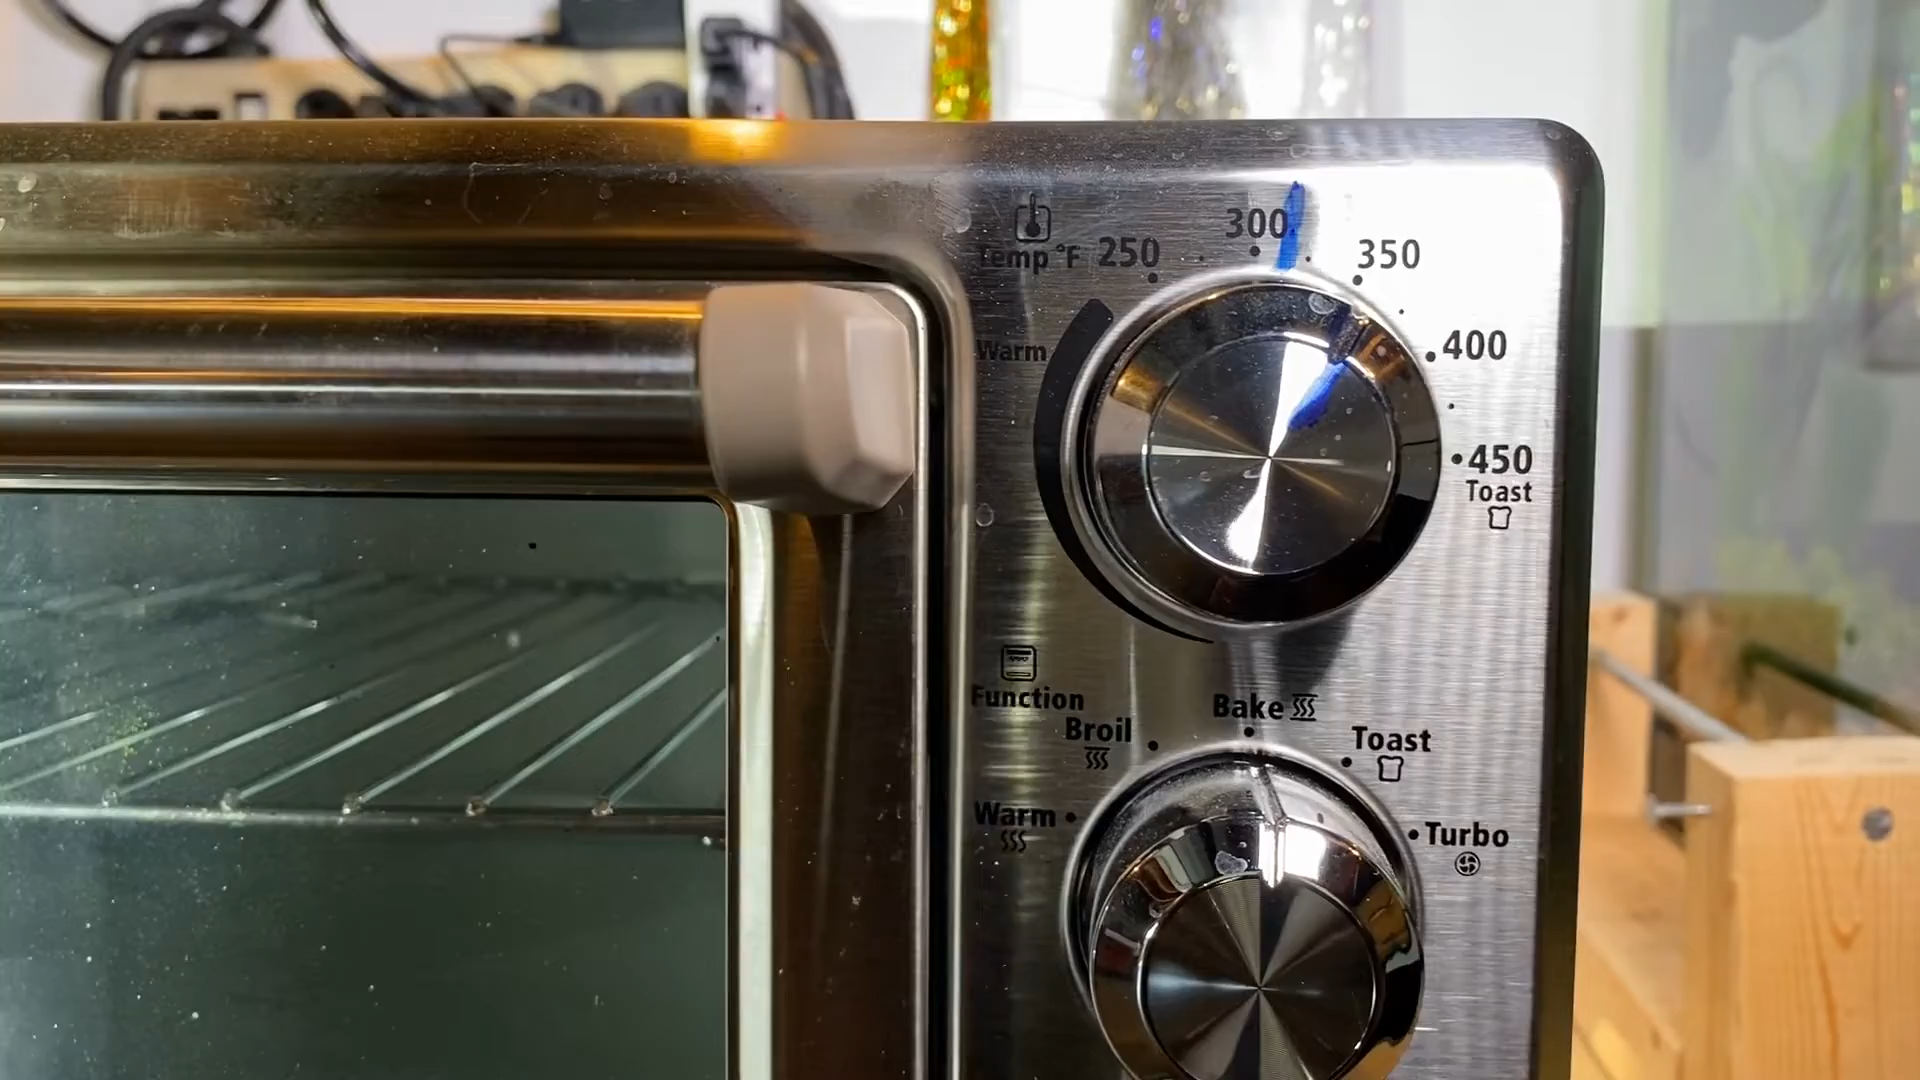 Temp °F
250
300
350
Warm
400
450
Toast
Function
Broil
Bake
Toast
Warm
Turbo